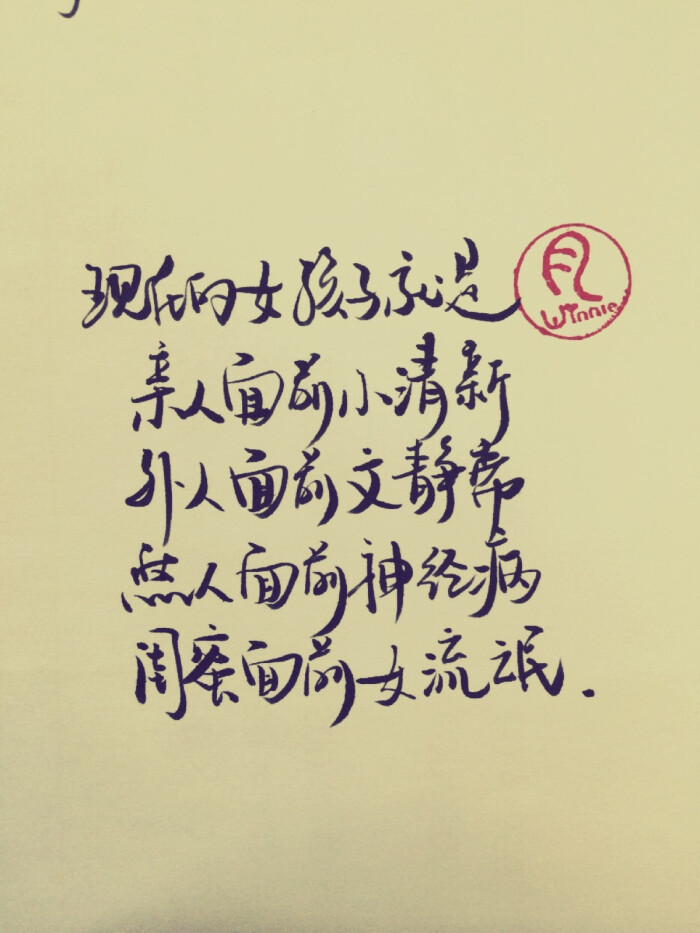 现代的女孩子就是
Winnie
亲人面前小清新
外人面前文静帝
熟人面前神经病
闺蜜面前女流氓.